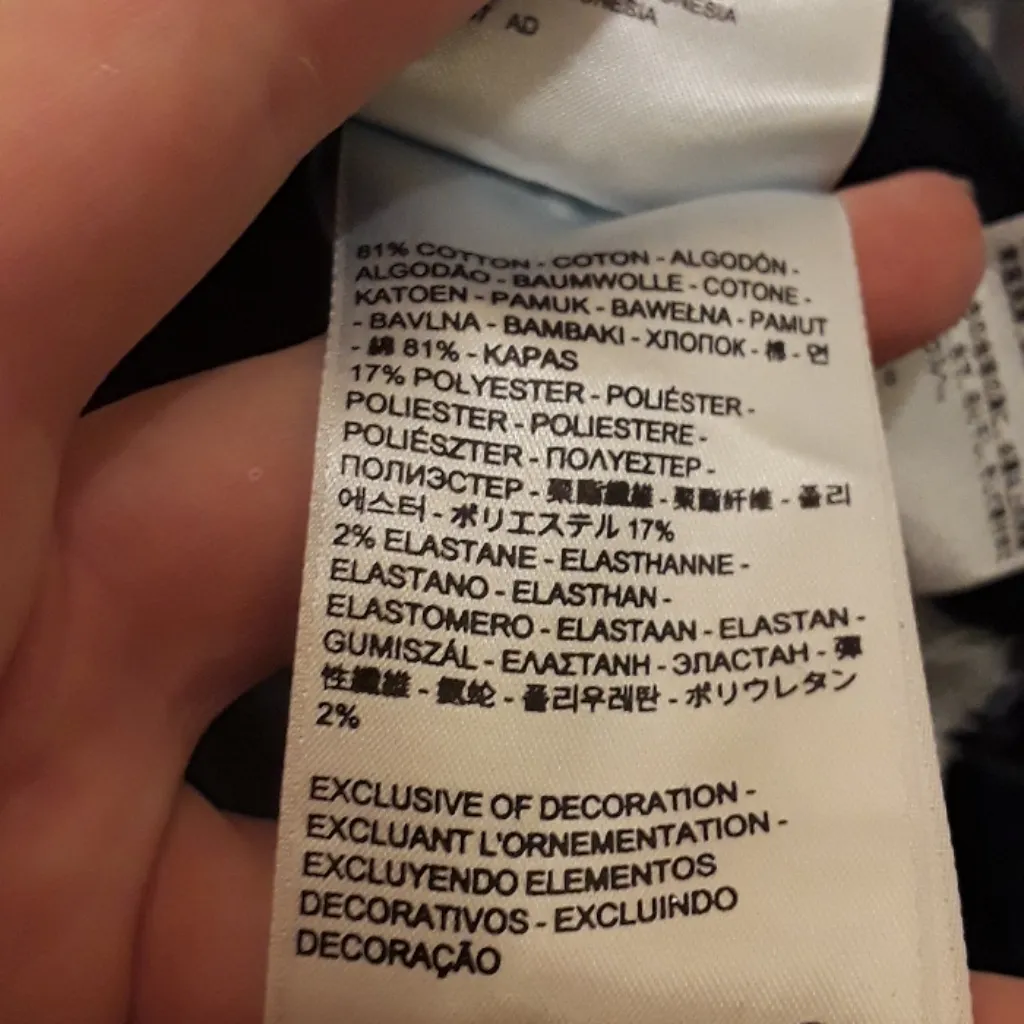 AD
81% COTTON - COTON - ALGODÓN -
ALGODÃO - BAUMWOLLE - COTONE -
KATOEN - PAMUK - BAWEŁNA - PAMUT
- BAVLNA - BAMBAKI - ХЛОПОК - 棉 - 면
- 綿 81% - KAPAS
17% POLYESTER - POLIÉSTER -
POLIESTER - POLIESTERE -
POLIÉSZTER - ΠΟΛΥΕΣΤΕΡ -
ПОЛИЭСТЕР - 聚酯纖維 - 聚酯纤维 - 폴리
에스터 - ポリエステル 17%
2% ELASTANE - ELASTHANNE -
ELASTANO - ELASTHAN -
ELASTOMERO - ELASTAAN - ELASTAN -
GUMISZÁL - ΕΛΑΣΤΑΝΗ - ЭЛАСТАН - 彈
性纖維 - 氨蛇 - 폴리우레탄 - ポリウレタン
2%
EXCLUSIVE OF DECORATION -
EXCLUANT L'ORNEMENTATION -
EXCLUYENDO ELEMENTOS
DECORATIVOS - EXCLUINDO
DECORAÇÃO